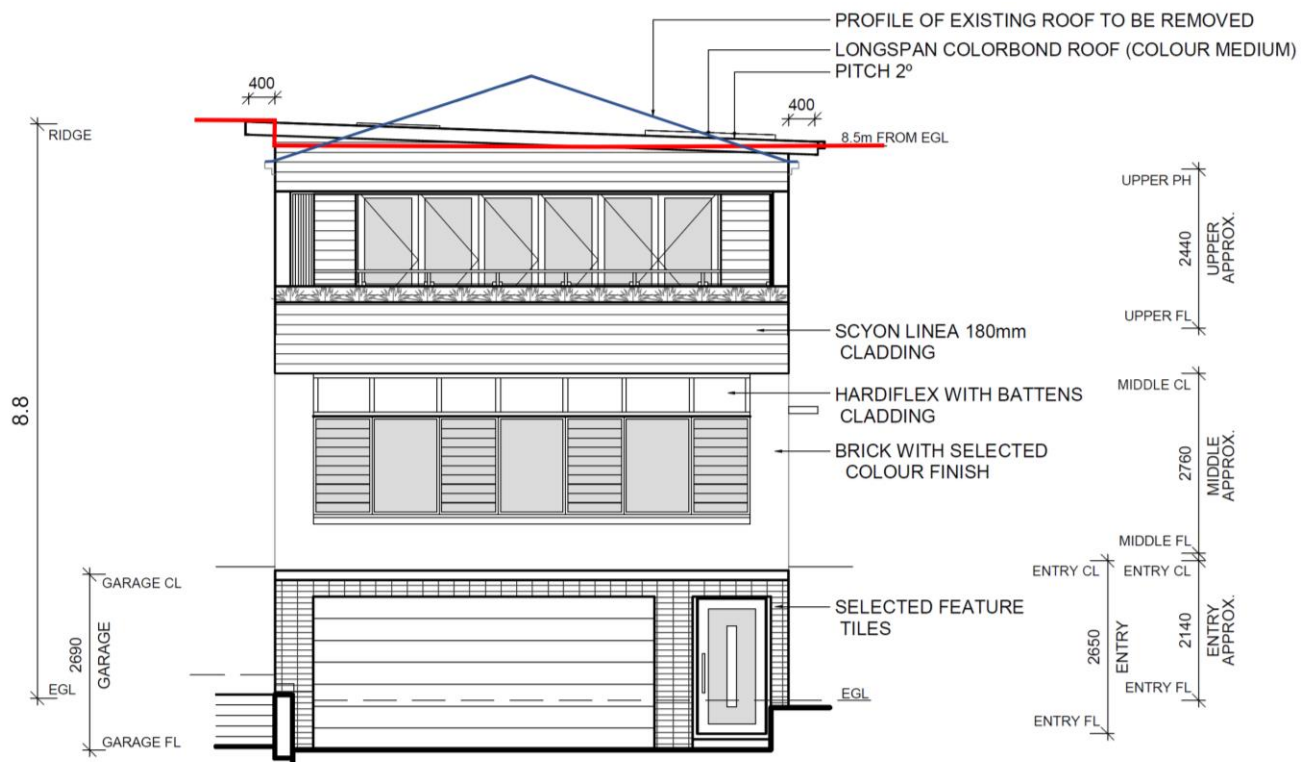 PROFILE OF EXISTING ROOF TO BE REMOVED
LONGSPAN COLORBOND ROOF (COLOUR MEDIUM)
PITCH 2º
400
400
RIDGE
8.5m FROM EGL
UPPER PH
2440
UPPER
APPROX.
UPPER FL
SCYON LINEA 180mm
CLADDING
MIDDLE CL
HARDIFLEX WITH BATTENS
CLADDING
8.8
BRICK WITH SELECTED
COLOUR FINISH
2760
MIDDLE
APPROX.
MIDDLE FL
GARAGE CL
ENTRY CL
ENTRY CL
SELECTED FEATURE
TILES
2690
GARAGE
2650
ENTRY
2140
ENTRY
APPROX.
EGL
EGL
ENTRY FL
ENTRY FL
GARAGE FL